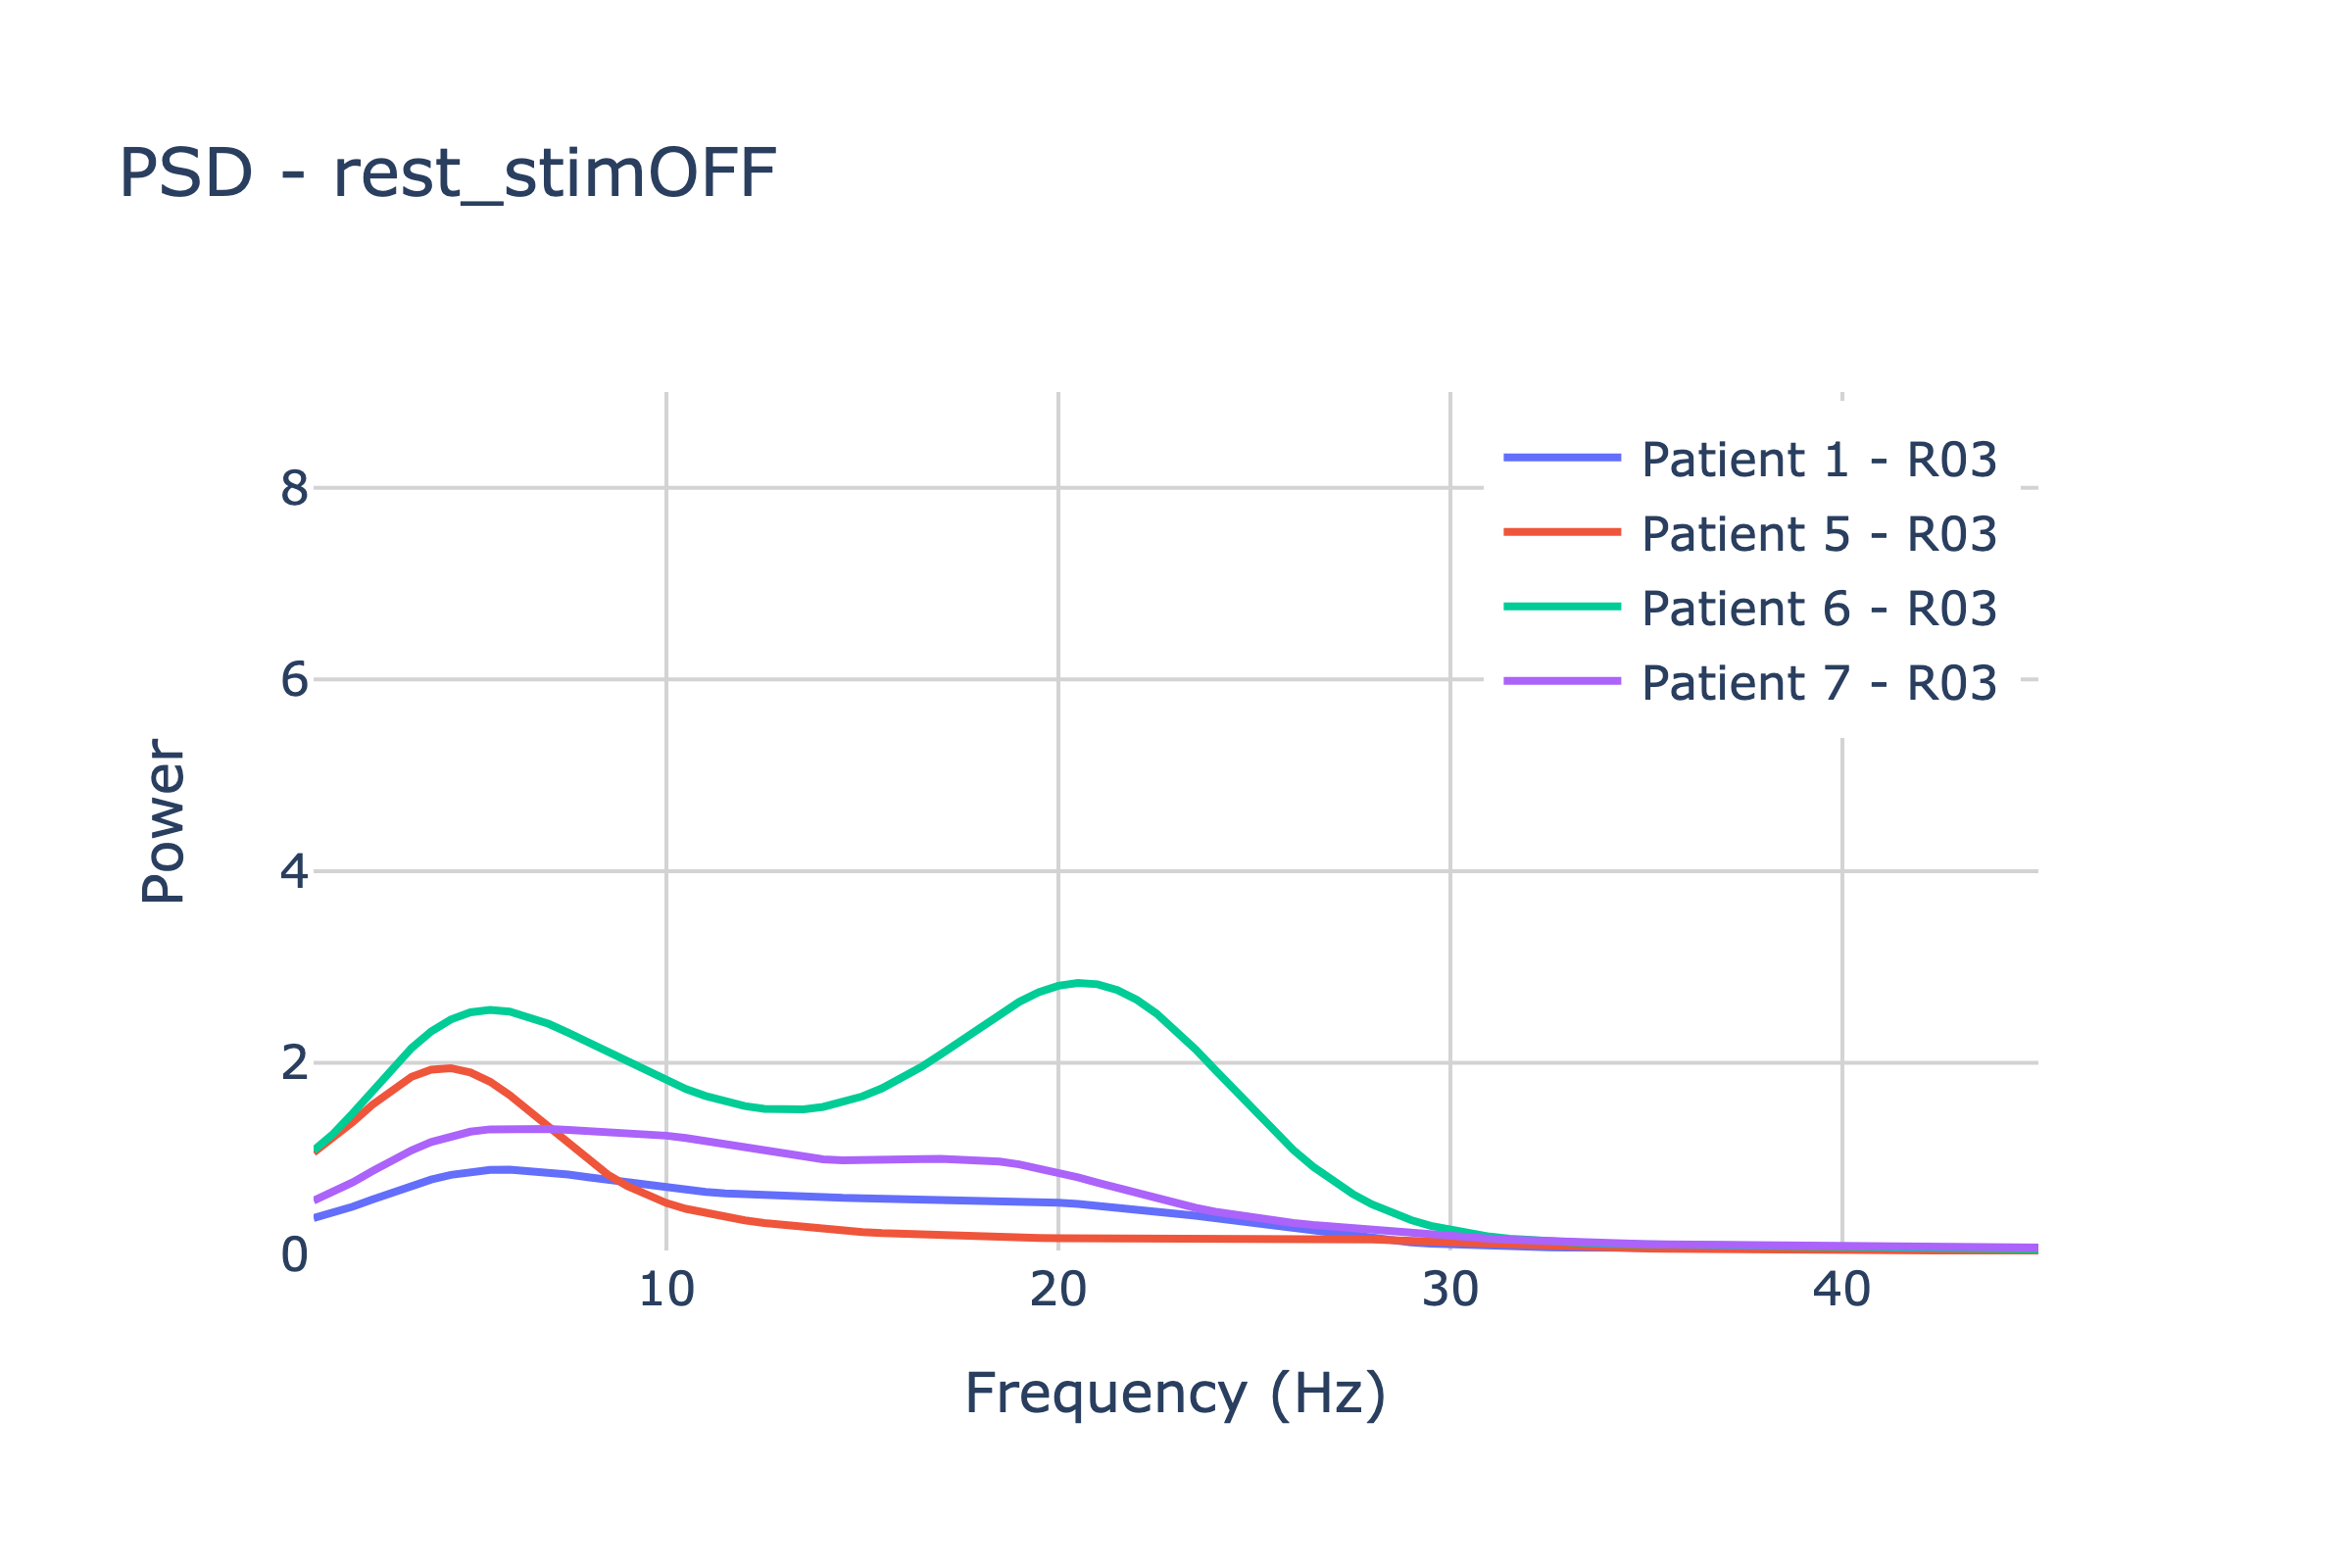 PSD - rest_stimOFF
Patient 1 - R03
Patient 5 - R03
Patient 6 - R03
Patient 7 - R03
8
6
4
2
0
Power
10 20 30 40
Frequency (Hz)